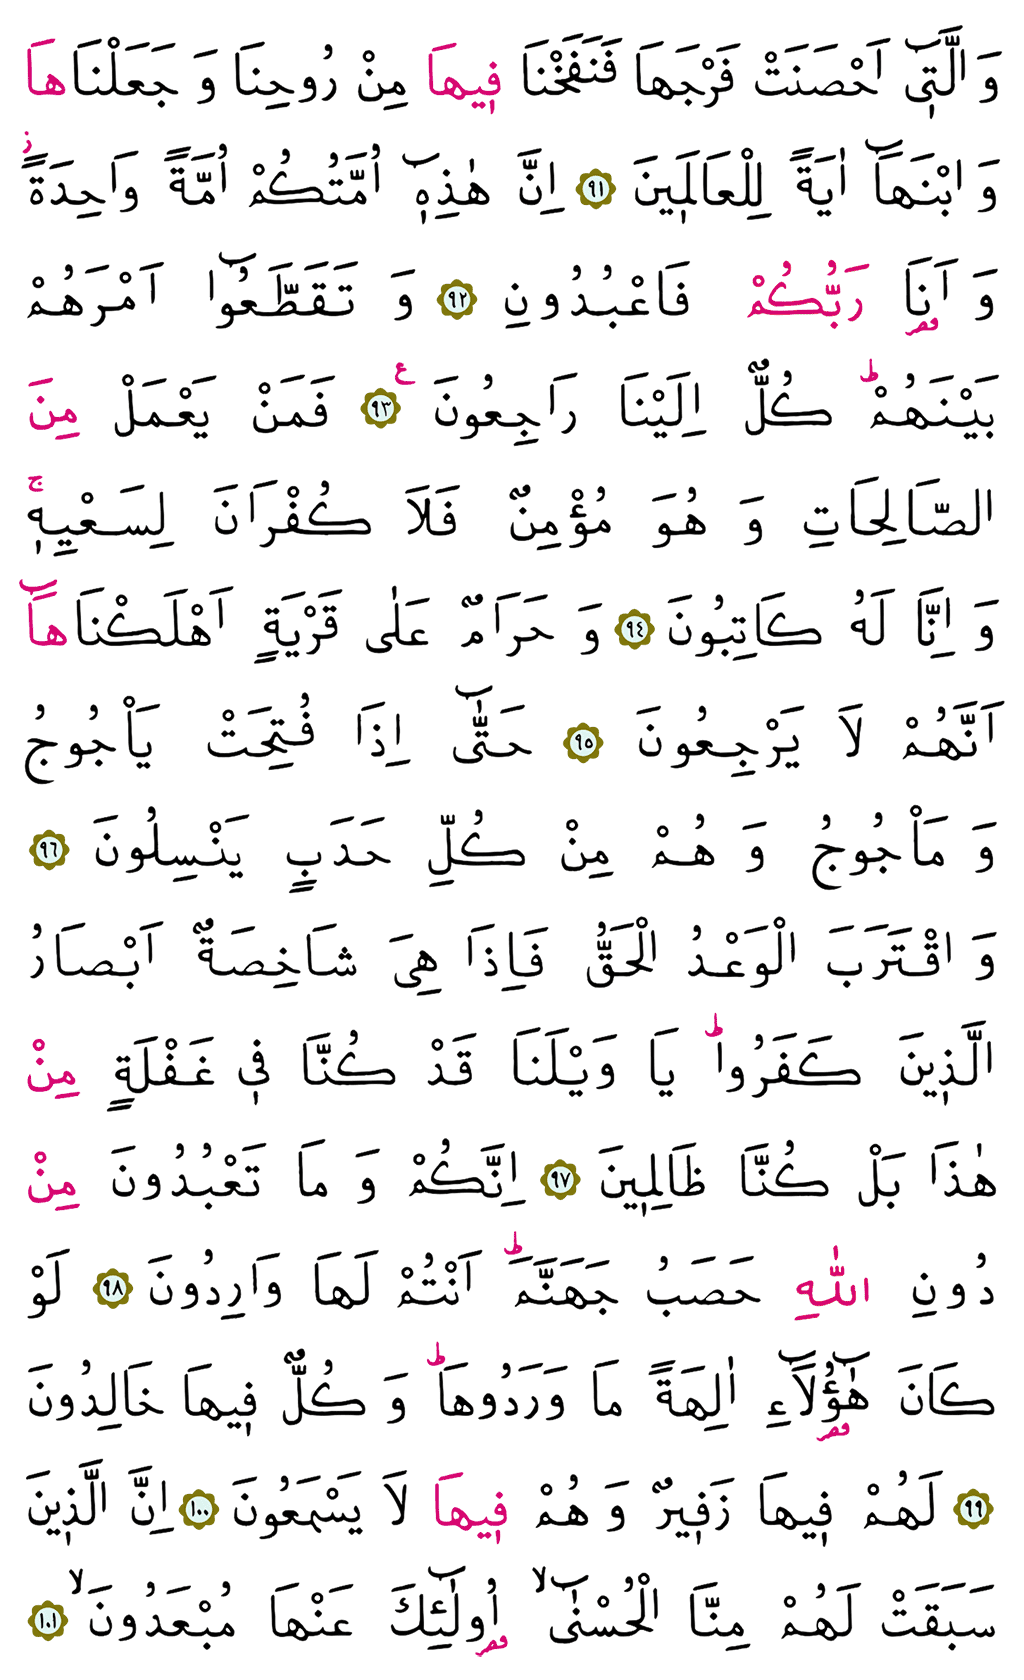 وَ الَّتٖٓى اَحْصَنَتْ فَرْجَهَا فَنَفَخْنَا فٖيهَا مِنْ رُوحِنَا وَ جَعَلْنَاهَا
وَ ابْنَهَٓا اٰيَةً لِلْعَالَمٖينَ ﴿٩١﴾ اِنَّ هٰذِهٖٓ اُمَّتُكُمْ اُمَّةً وَاحِدَةًؗ
وَ اَنَا۬ رَبُّكُمْ فَاعْبُدُونِ ﴿٩٢﴾ وَ تَقَطَّعُٓوا اَمْرَهُمْ
بَيْنَهُمْؕ كُلٌّ اِلَيْنَا رَاجِعُونَ ࣖ ﴿٩٣﴾ فَمَنْ يَعْمَلْ مِنَ
الصَّالِحَاتِ وَ هُوَ مُؤْمِنٌ فَلَا كُفْرَانَ لِسَعْيِهٖۚ
وَ اِنَّا لَهُ كَاتِبُونَ ﴿٩٤﴾ وَ حَرَامٌ عَلٰى قَرْيَةٍ اَهْلَكْنَاهَٓا
اَنَّهُمْ لَا يَرْجِعُونَ ﴿٩٥﴾ حَتّٰٓى اِذَا فُتِحَتْ يَاْجُوجُ
وَ مَاْجُوجُ وَ هُمْ مِنْ كُلِّ حَدَبٍ يَنْسِلُونَ ﴿٩٦﴾
وَ اقْتَرَبَ الْوَعْدُ الْحَقُّ فَاِذَا هِىَ شَاخِصَةٌ اَبْصَارُ
الَّذٖينَ كَفَرُواؕ يَا وَيْلَنَا قَدْ كُنَّا فٖى غَفْلَةٍ مِنْ
هٰذَا بَلْ كُنَّا ظَالِمٖينَ ﴿٩٧﴾ اِنَّكُمْ وَ مَا تَعْبُدُونَ مِنْ
دُونِ اللّٰهِ حَصَبُ جَهَنَّمَؕ اَنْتُمْ لَهَا وَارِدُونَ ﴿٩٨﴾ لَوْ
كَانَ هٰٓؤُ۬لَٓاءِ اٰلِهَةً مَا وَرَدُوهَاؕ وَ كُلٌّ فٖيهَا خَالِدُونَ
﴿٩٩﴾ لَهُمْ فٖيهَا زَفٖيرٌ وَ هُمْ فٖيهَا لَا يَسْمَعُونَ ﴿١٠٠﴾ اِنَّ الَّذٖينَ
سَبَقَتْ لَهُمْ مِنَّا الْحُسْنٰٓىۙ اُو۬لٰٓئِكَ عَنْهَا مُبْعَدُونَۙ ﴿١٠١﴾